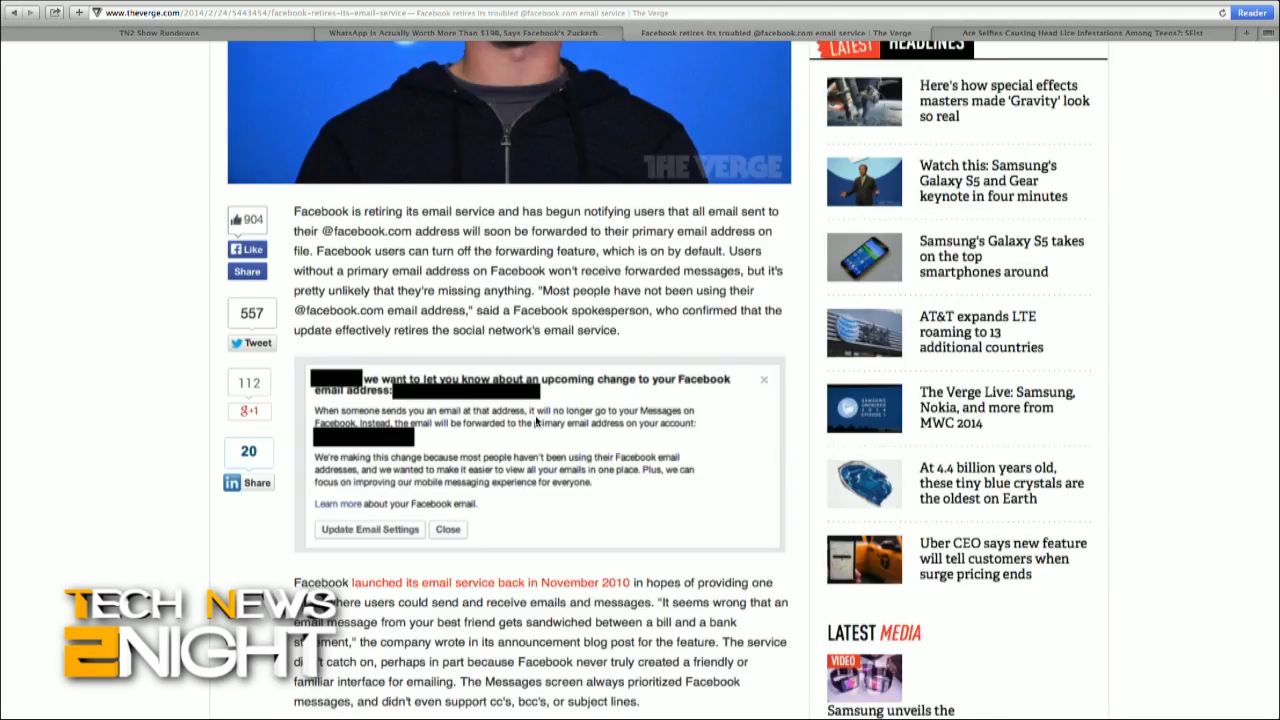 www.theverge.com/2014/2/24/5443454/facebook-retires-its-email-service — Facebook retires its troubled @facebook.com email service | The Verge
Reader
TN2 Show Rundowns
WhatsApp Is Actually Worth More Than $19B, Says Facebook's Zuckerb...
Facebook retires its troubled @facebook.com email service | The Verge
Are Selfies Causing Head Lice Infestations Among Teens?: SFist
THE VERGE
904
Like
Share
557
Tweet
112
g+1
20
in Share
Facebook is retiring its email service and has begun notifying users that all email sent to
their @facebook.com address will soon be forwarded to their primary email address on
file. Facebook users can turn off the forwarding feature, which is on by default. Users
without a primary email address on Facebook won't receive forwarded messages, but it's
pretty unlikely that they're missing anything. "Most people have not been using their
@facebook.com email address," said a Facebook spokesperson, who confirmed that the
update effectively retires the social network's email service.
we want to let you know about an upcoming change to your Facebook
email address:
When someone sends you an email at that address, it will no longer go to your Messages on
Facebook. Instead, the email will be forwarded to the primary email address on your account:
We're making this change because most people haven't been using their Facebook email
addresses, and we wanted to make it easier to view all your emails in one place. Plus, we can
focus on improving our mobile messaging experience for everyone.
Learn more about your Facebook email.
Update Email Settings
Close
Facebook launched its email service back in November 2010 in hopes of providing one
where users could send and receive emails and messages. "It seems wrong that an
email message from your best friend gets sandwiched between a bill and a bank
statement," the company wrote in its announcement blog post for the feature. The service
didn't catch on, perhaps in part because Facebook never truly created a friendly or
familiar interface for emailing. The Messages screen always prioritized Facebook
messages, and didn't even support cc's, bcc's, or subject lines.
TECH NEWS
2NIGHT
LATEST HEADLINES
Here's how special effects
masters made 'Gravity' look
so real
Watch this: Samsung's
Galaxy S5 and Gear
keynote in four minutes
Samsung's Galaxy S5 takes
on the top
smartphones around
AT&T expands LTE
roaming to 13
additional countries
The Verge Live: Samsung,
Nokia, and more from
MWC 2014
At 4.4 billion years old,
these tiny blue crystals are
the oldest on Earth
Uber CEO says new feature
will tell customers when
surge pricing ends
LATEST MEDIA
VIDEO
Samsung unveils the